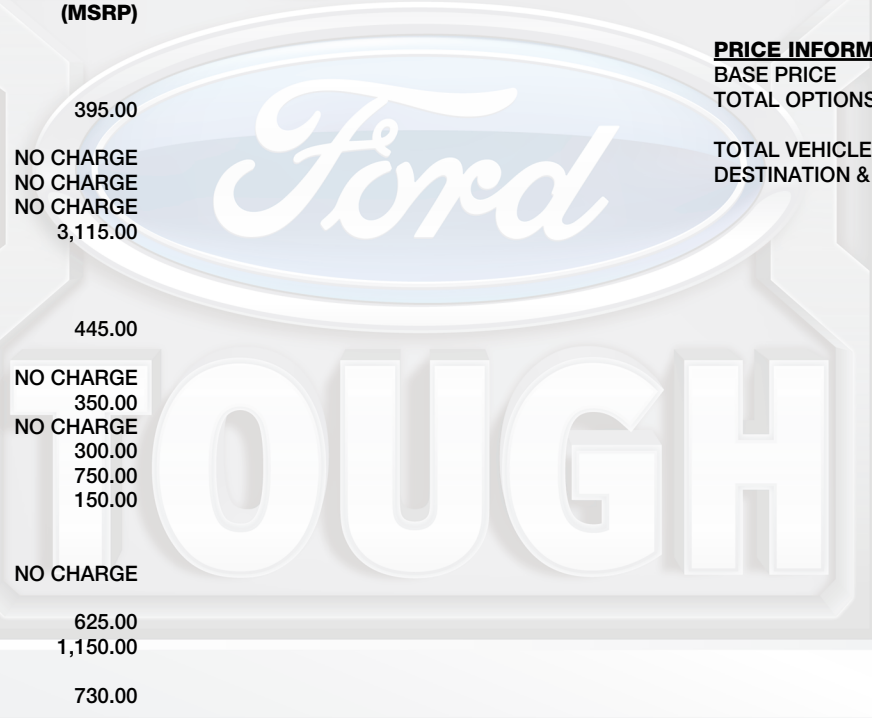 (MSRP)
395.00
NO CHARGE
NO CHARGE
NO CHARGE
3,115.00
445.00
NO CHARGE
350.00
NO CHARGE
300.00
750.00
150.00
NO CHARGE
625.00
1,150.00
730.00
PRICE INFORM
BASE PRICE
TOTAL OPTIONS
TOTAL VEHICLE
DESTINATION &
Ford
TOUGH